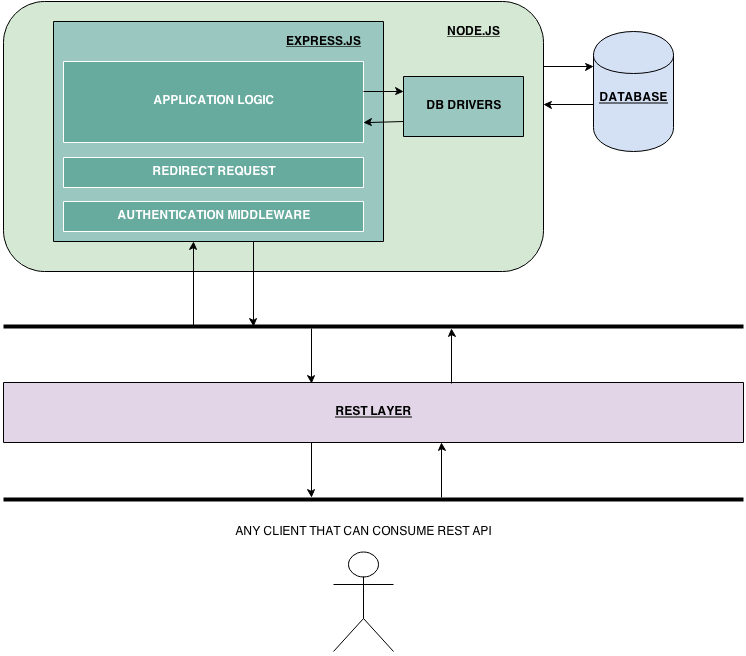 EXPRESS.JS
NODE.JS
APPLICATION LOGIC
DB DRIVERS
DATABASE
REDIRECT REQUEST
AUTHENTICATION MIDDLEWARE
REST LAYER
ANY CLIENT THAT CAN CONSUME REST API